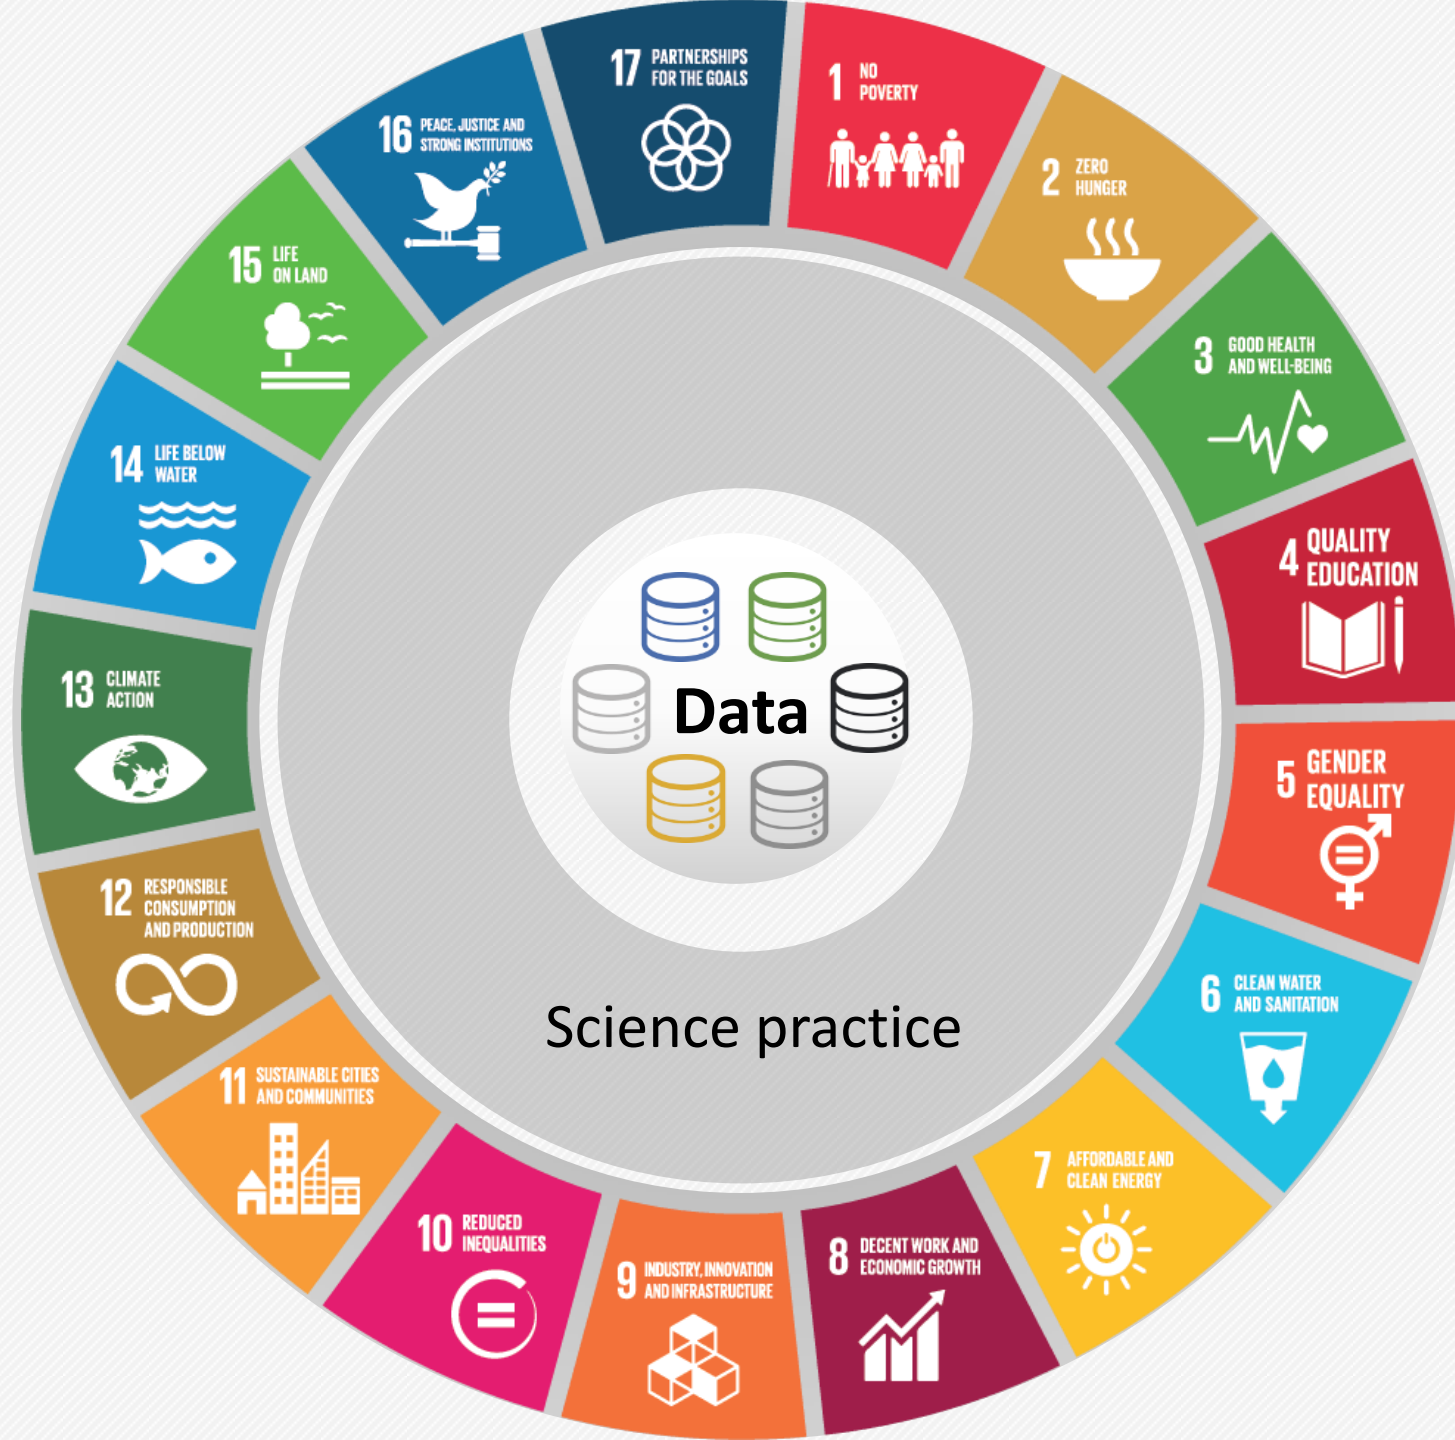 1 NO
POVERTY
2 ZERO
HUNGER
3 GOOD HEALTH
AND WELL-BEING
4 QUALITY
EDUCATION
5 GENDER
EQUALITY
6 CLEAN WATER
AND SANITATION
7 AFFORDABLE AND
CLEAN ENERGY
8 DECENT WORK AND
ECONOMIC GROWTH
9 INDUSTRY, INNOVATION
AND INFRASTRUCTURE
10 REDUCED
INEQUALITIES
11 SUSTAINABLE CITIES
AND COMMUNITIES
12 RESPONSIBLE
CONSUMPTION
AND PRODUCTION
13 CLIMATE
ACTION
14 LIFE BELOW
WATER
15 LIFE
ON LAND
16 PEACE, JUSTICE AND
STRONG INSTITUTIONS
17 PARTNERSHIPS
FOR THE GOALS
Data
Science practice